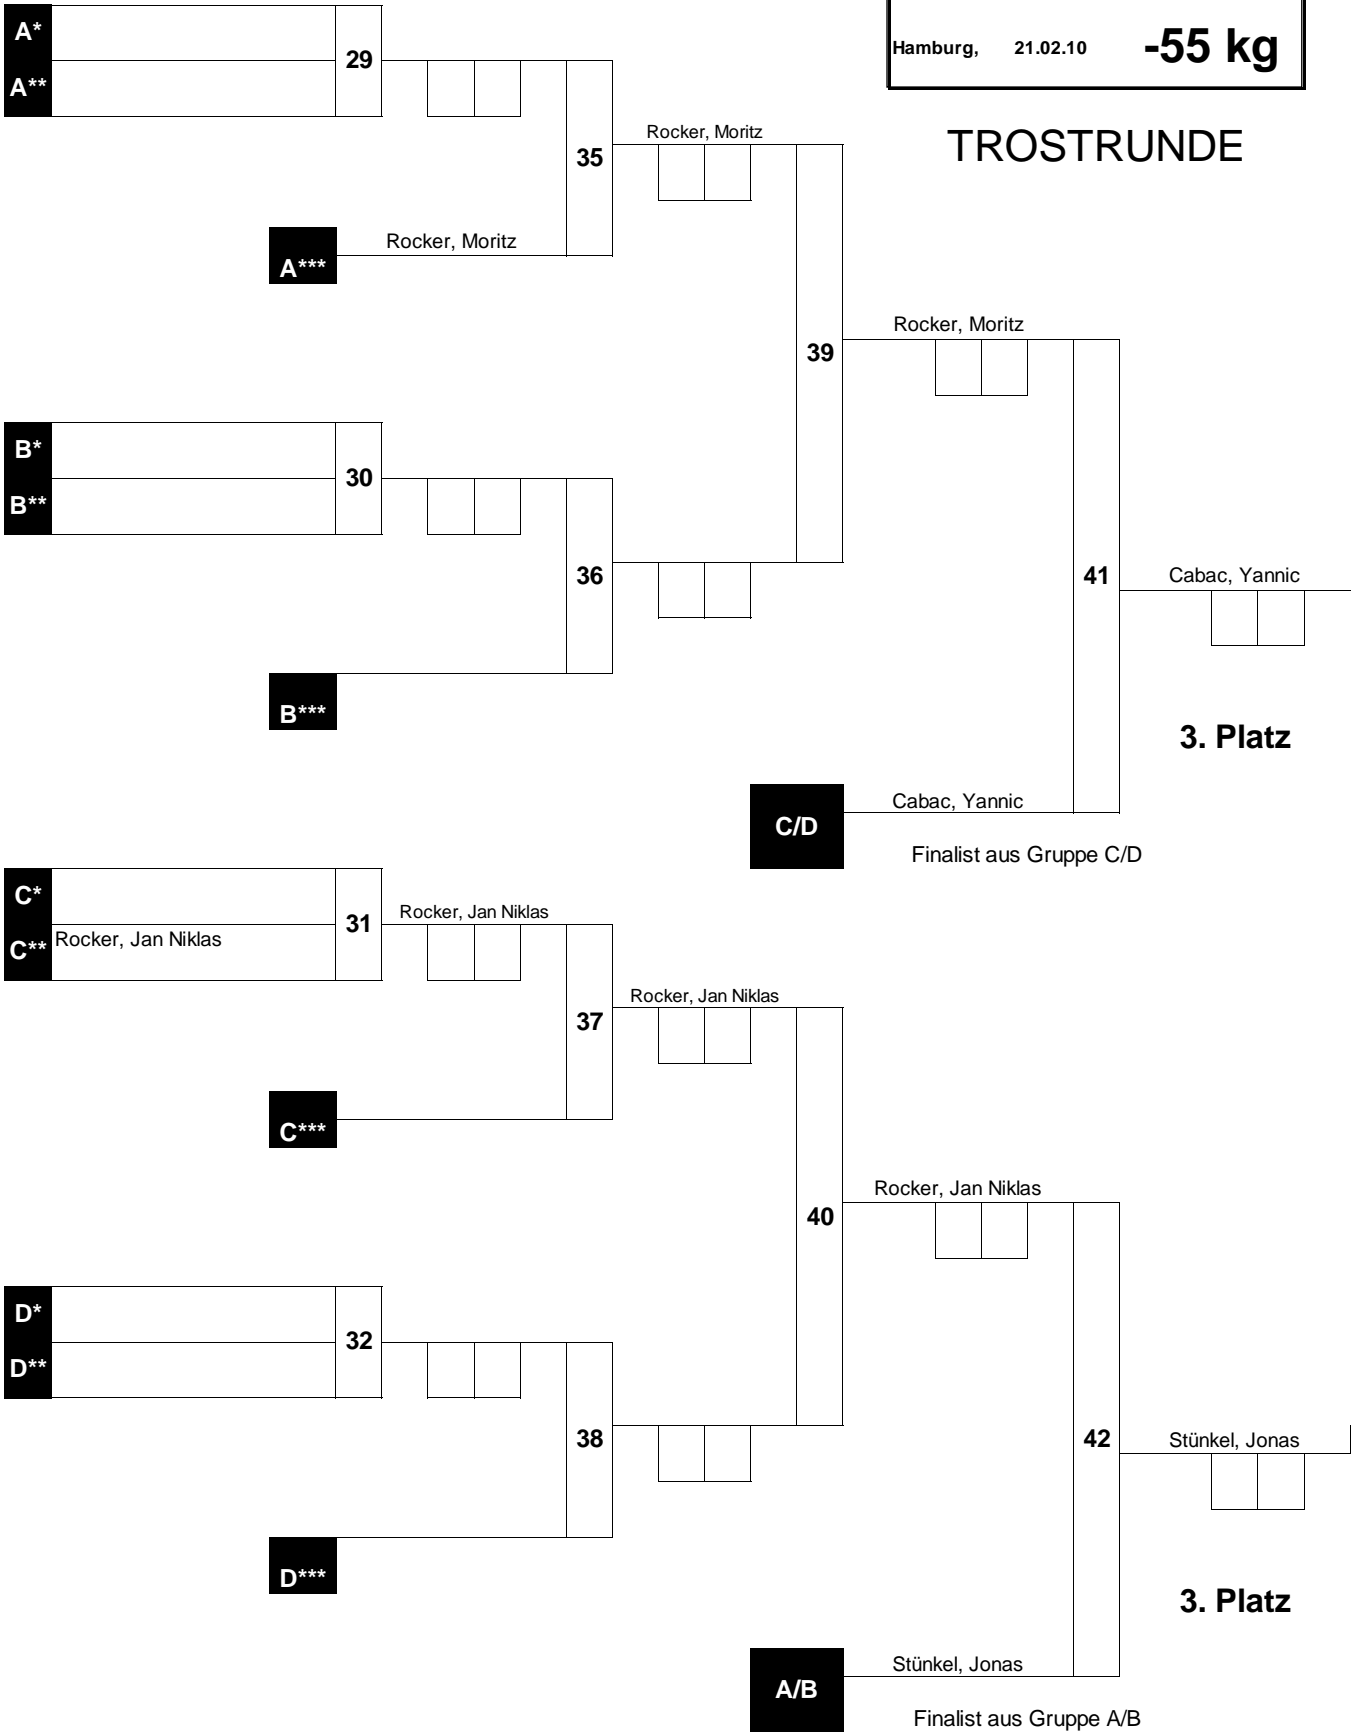 Hamburg, 21.02.10 -55 kg
TROSTRUNDE
A*
A**
29
35
Rocker, Moritz
A***
Rocker, Moritz
39
Rocker, Moritz
B*
B**
30
36
B***
41
Cabac, Yannic
3. Platz
C/D
Cabac, Yannic
Finalist aus Gruppe C/D
C*
C** Rocker, Jan Niklas
31
Rocker, Jan Niklas
37
Rocker, Jan Niklas
C***
40
Rocker, Jan Niklas
D*
D**
32
38
D***
42
Stünkel, Jonas
3. Platz
A/B
Stünkel, Jonas
Finalist aus Gruppe A/B